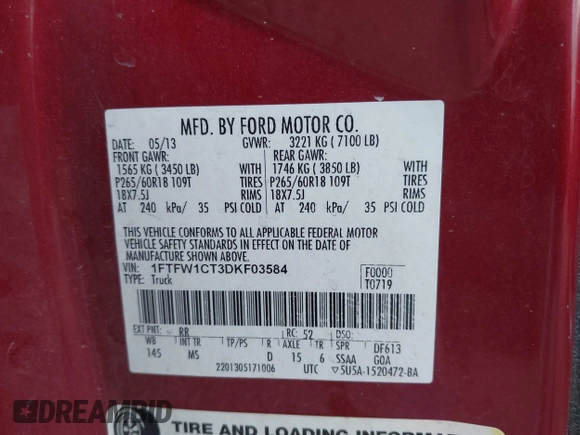 MFD. BY FORD MOTOR CO.
DATE: 05/13 GVWR: 3221 KG ( 7100 LB)
FRONT GAWR: REAR GAWR:
1565 KG ( 3450 LB) WITH 1746 KG ( 3850 LB) WITH
P265/60R18 109T TIRES P265/60R18 109T TIRES
18X7.5J RIMS 18X7.5J RIMS
AT 240 kPa/ 35 PSI COLD AT 240 kPa/ 35 PSI COLD
THIS VEHICLE CONFORMS TO ALL APPLICABLE FEDERAL MOTOR
VEHICLE SAFETY STANDARDS IN EFFECT ON THE DATE OF
MANUFACTURE SHOWN ABOVE.
VIN: 1FTFW1CT3DKF03584 F0000
TYPE: Truck T0719
EXT PNT: RR RC: 52 DSO:
WB INT TR TP/PS R AXLE TR SPR DF613
145 MS D 15 6 SSAA GOA
2201305171006 UTC ▽5U5A-1520472-BA
DREAMBID
TIRE AND LOADING INFORMA